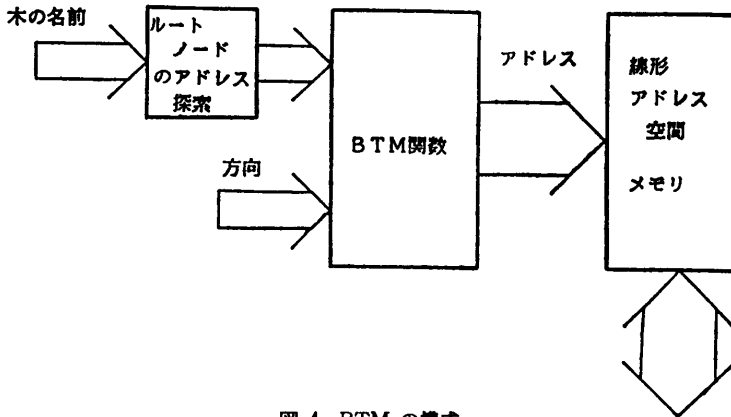 木の名前
ルート
ノード
のアドレス
探索
方向
BTM関数
アドレス
線形
アドレス
空間
メモリ
図 4 BTM の構成